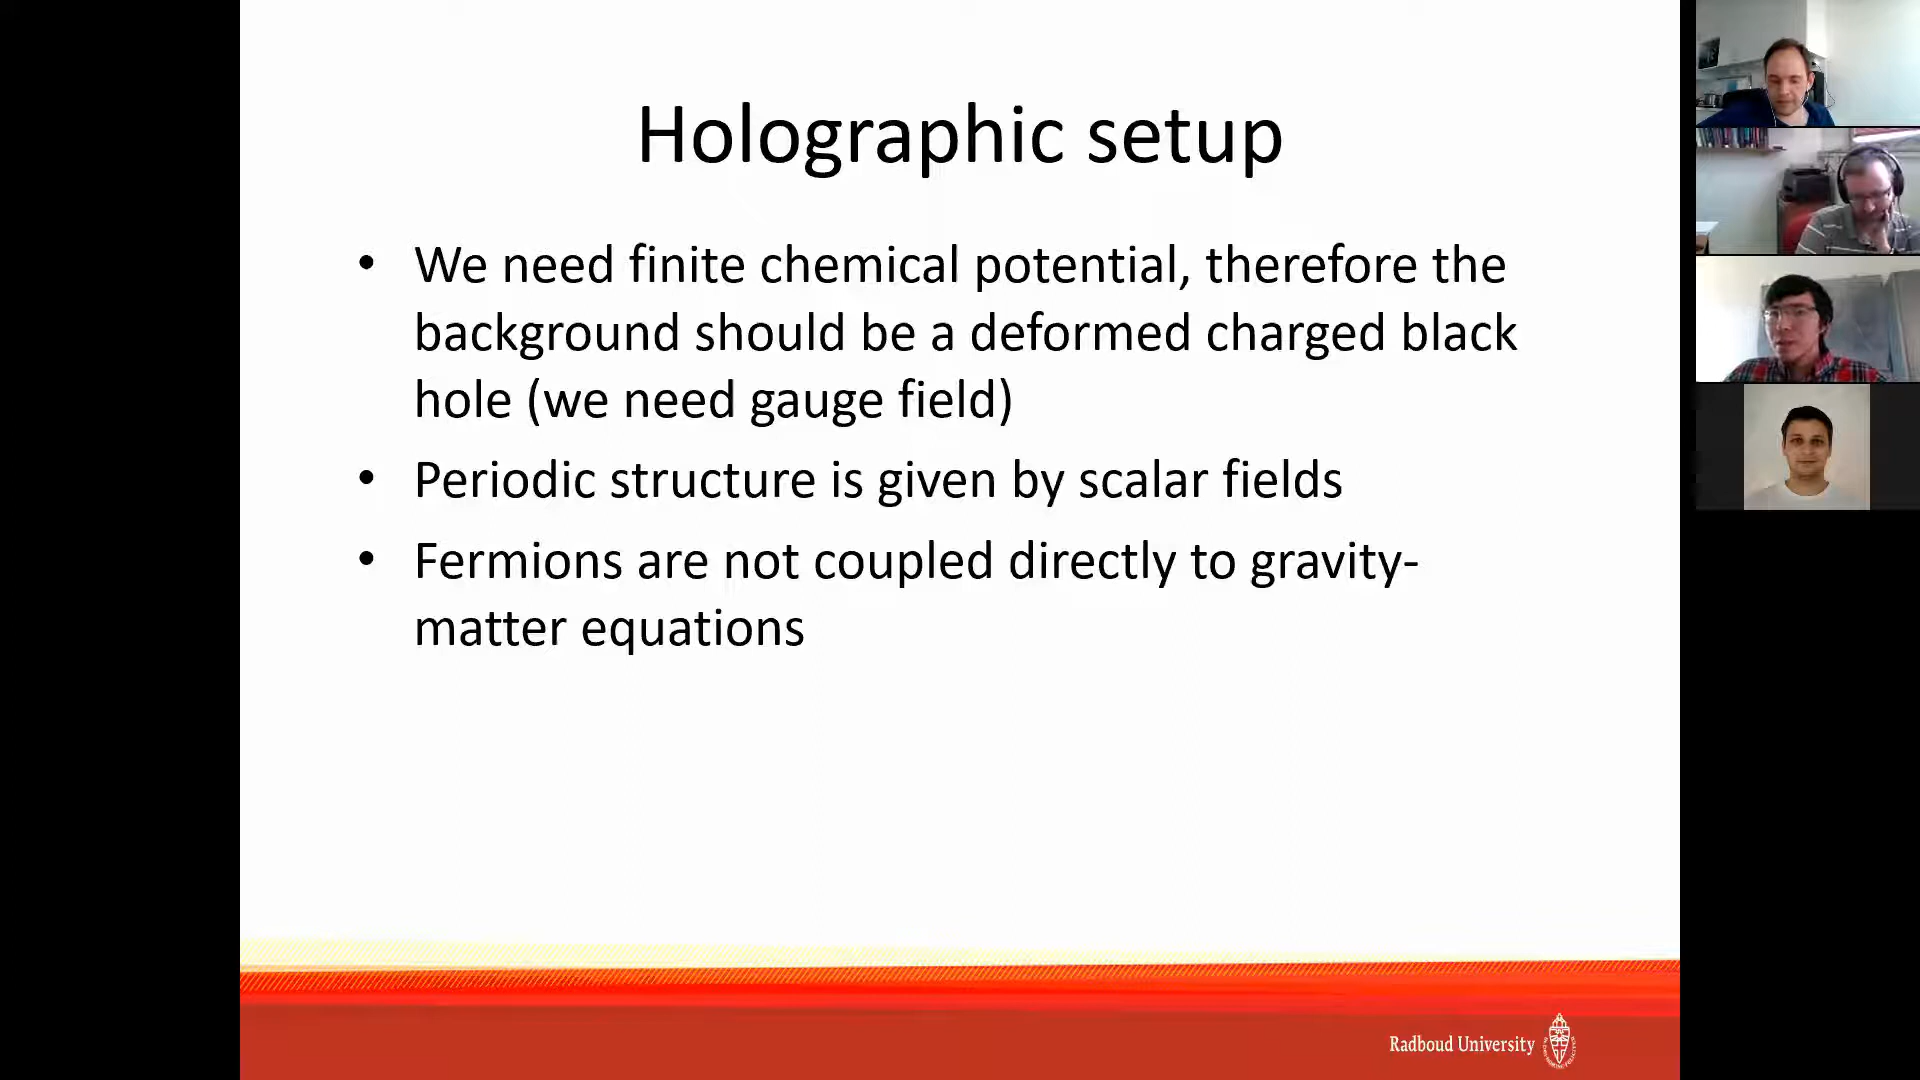 Holographic setup
• We need finite chemical potential, therefore the
background should be a deformed charged black
hole (we need gauge field)
• Periodic structure is given by scalar fields
• Fermions are not coupled directly to gravity-
matter equations
Radboud University